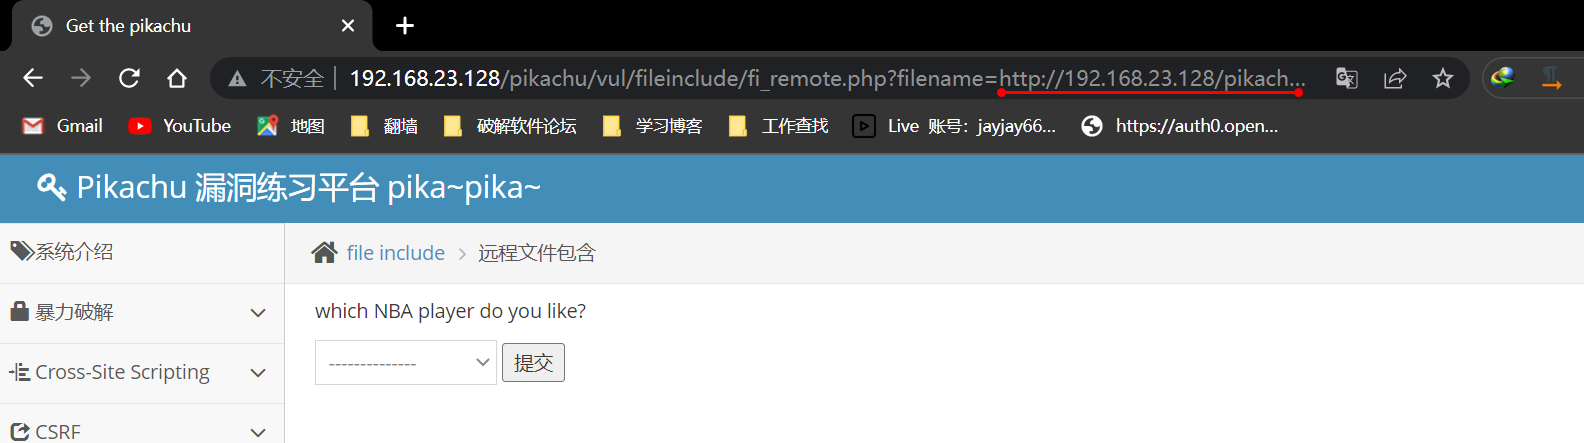 Get the pikachu
不安全 192.168.23.128/pikachu/vul/fileinclude/fi_remote.php?filename=http://192.168.23.128/pikach...
Gmail YouTube 地图 翻墙 破解软件论坛 学习博客 工作查找 Live 账号：jayjay66... https://auth0.open...
Pikachu 漏洞练习平台 pika~pika~
系统介绍
file include > 远程文件包含
暴力破解
which NBA player do you like?
--------------
提交
Cross-Site Scripting
CSRF